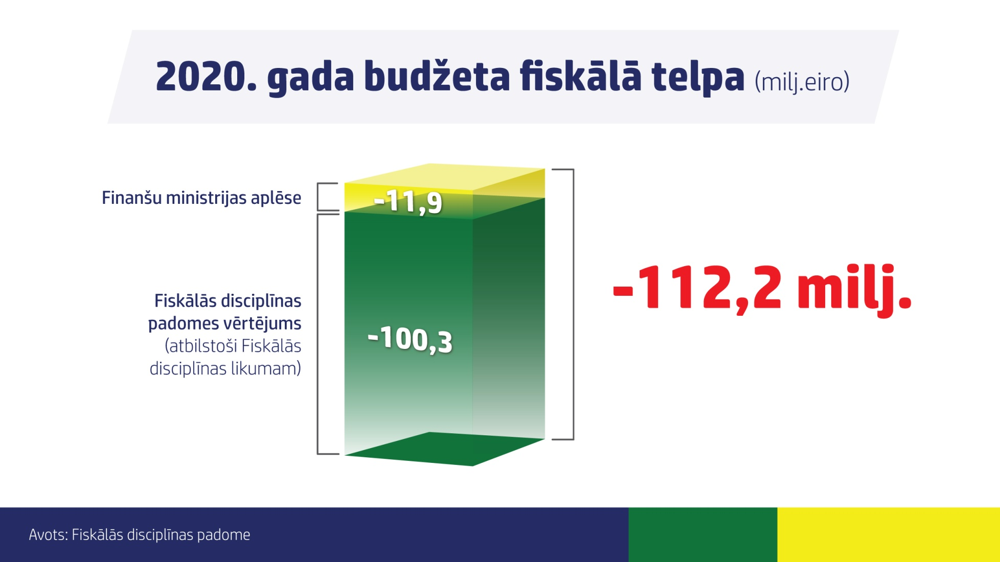 2020. gada budžeta fiskālā telpa (milj.eiro)
Finanšu ministrijas aplēse
-11,9
Fiskālās disciplīnas
padomes vērtējums
(atbilstoši Fiskālās
disciplīnas likumam)
-100,3
-112,2 milj.
Avots: Fiskālās disciplīnas padome